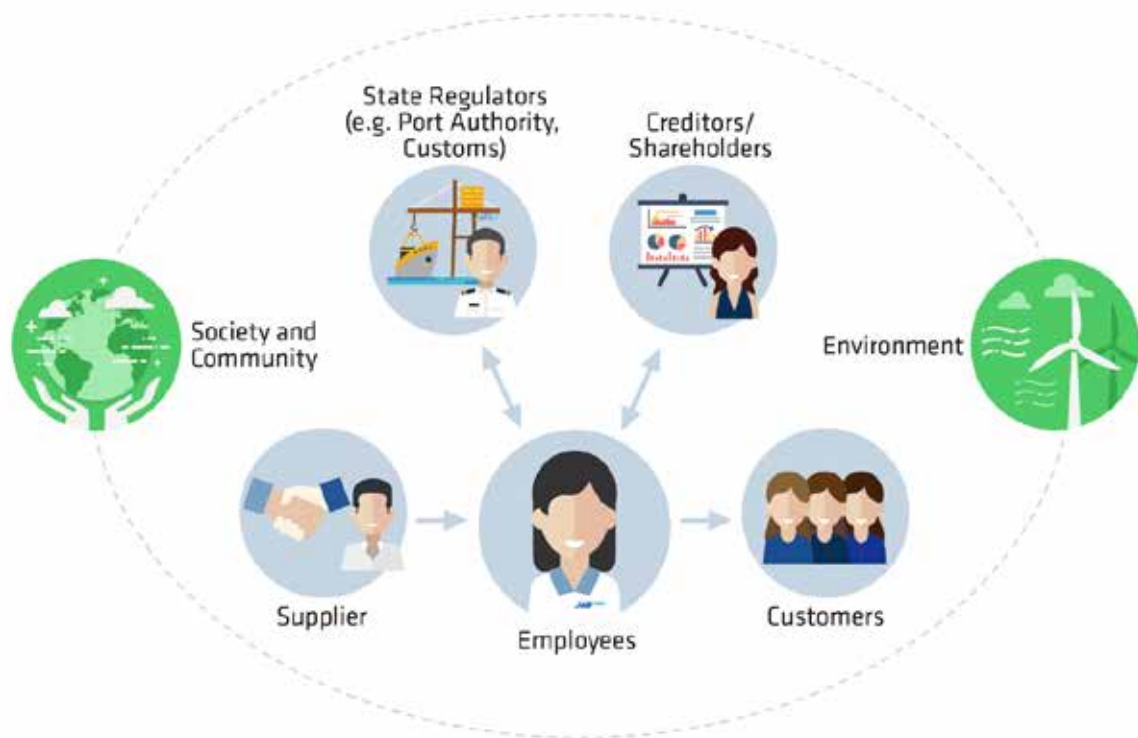 State Regulators
(e.g. Port Authority,
Customs)
Creditors/
Shareholders
Society and
Community
Environment
Supplier
Employees
Customers